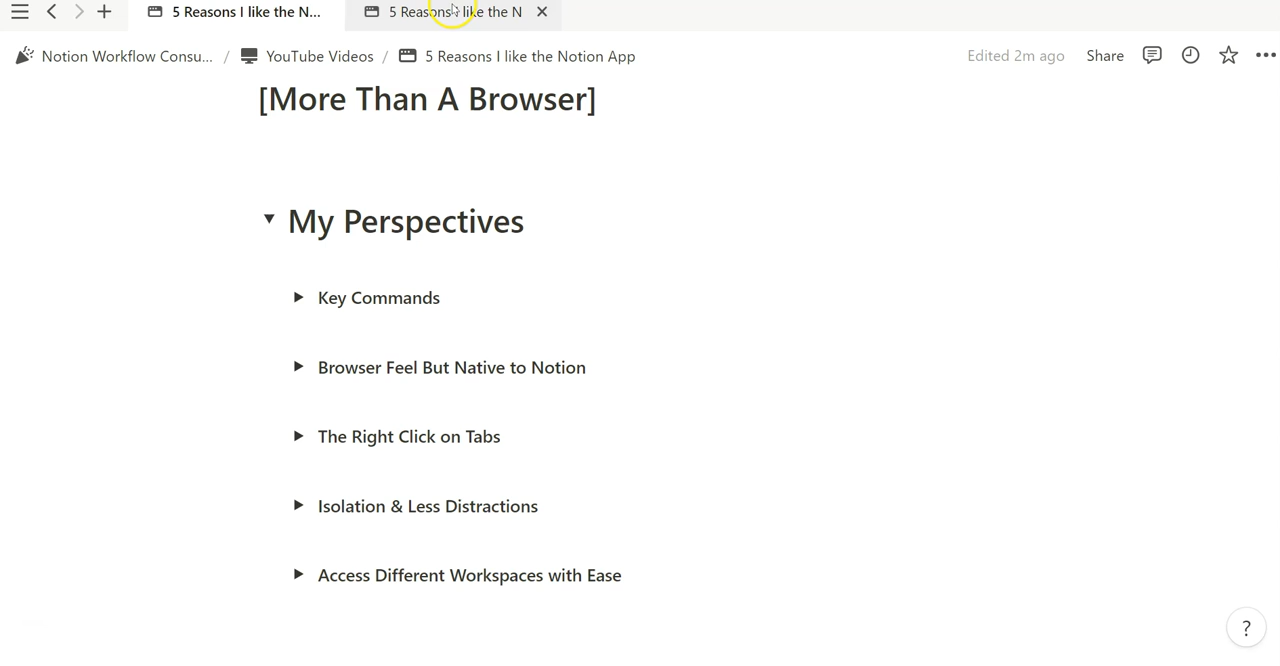 5 Reasons I like the N... 5 Reasons I like the N
Notion Workflow Consu... / YouTube Videos / 5 Reasons I like the Notion App Edited 2m ago Share
[More Than A Browser]
My Perspectives
Key Commands
Browser Feel But Native to Notion
The Right Click on Tabs
Isolation & Less Distractions
Access Different Workspaces with Ease
?